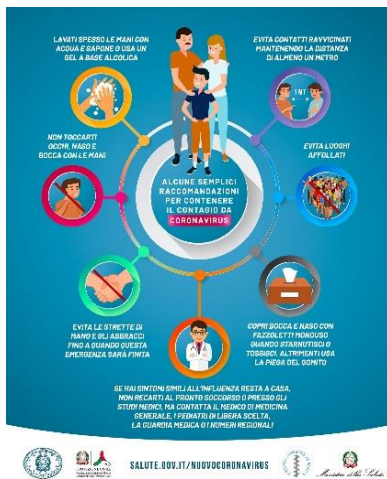 LAVATI SPESSO LE MANI CON
ACQUA E SAPONE O USA UN
GEL A BASE ALCOLICA
EVITA CONTATTI RAVVICINATI
MANTENENDO LA DISTANZA
DI ALMENO UN METRO
1 MT
NON TOCCARTI
OCCHI, NASO E
BOCCA CON LE MANI
EVITA LUOGHI
AFFOLLATI
ALCUNE SEMPLICI
RACCOMANDAZIONI
PER CONTENERE
IL CONTAGIO DA
CORONAVIRUS
EVITA LE STRETTE DI
MANO E GLI ABBRACCI
FINO A QUANDO QUESTA
EMERGENZA SARÀ FINITA
COPRI BOCCA E NASO CON
FAZZOLETTI MONOUSO
QUANDO STARNUTISCI O
TOSSISCI. ALTRIMENTI USA
LA PIEGA DEL GOMITO
SE HAI SINTOMI SIMILI ALL'INFLUENZA RESTA A CASA,
NON RECARTI AL PRONTO SOCCORSO O PRESSO GLI
STUDI MEDICI, MA CONTATTA IL MEDICO DI MEDICINA
GENERALE, I PEDIATRI DI LIBERA SCELTA,
LA GUARDIA MEDICA O I NUMERI REGIONALI
SALUTE.GOV.IT/NUOVOCORONAVIRUS
Ministero della Salute